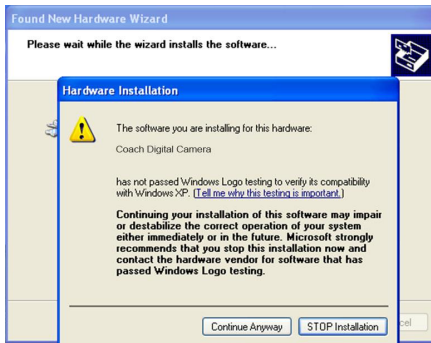 Found New Hardware Wizard
Please wait while the wizard installs the software...
Hardware Installation
The software you are installing for this hardware:
Coach Digital Camera
has not passed Windows Logo testing to verify its compatibility
with Windows XP. (Tell me why this testing is important.)
Continuing your installation of this software may impair
or destabilize the correct operation of your system
either immediately or in the future. Microsoft strongly
recommends that you stop this installation now and
contact the hardware vendor for software that has
passed Windows Logo testing.
Continue Anyway STOP Installation
cel